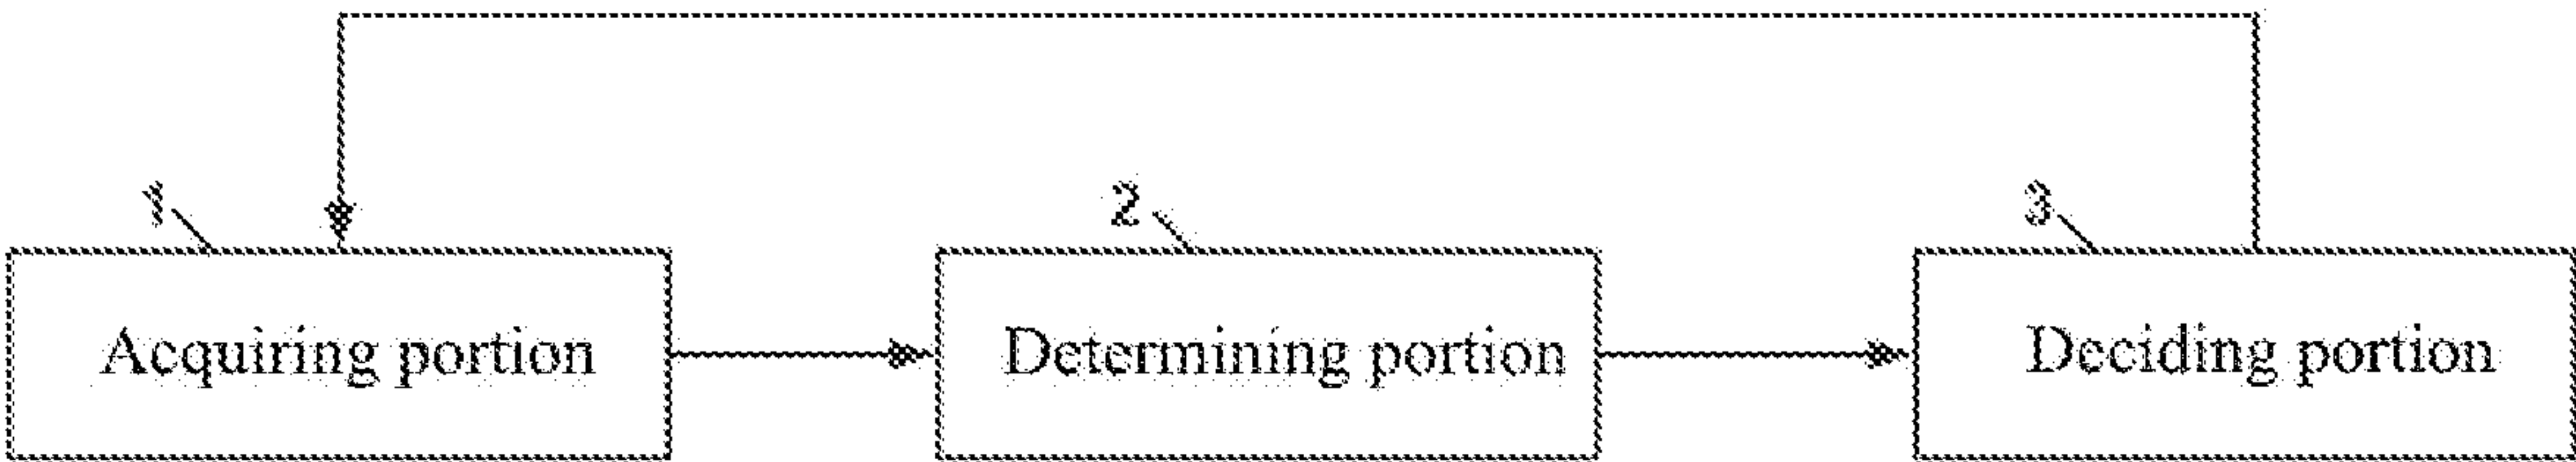 1
2
3
Acquiring portion
Determining portion
Deciding portion